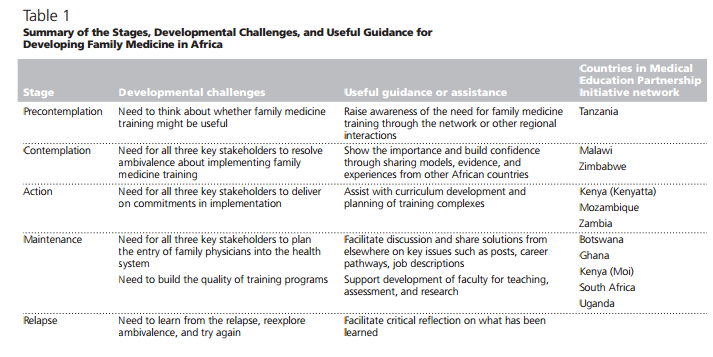 Table 1
Summary of the Stages, Developmental Challenges, and Useful Guidance for
Developing Family Medicine in Africa
Stage Developmental challenges Useful guidance or assistance Countries in Medical
Education Partnership
Initiative network
Precontemplation Need to think about whether family medicine Raise awareness of the need for family medicine Tanzania
training might be useful training through the network or other regional
interactions
Contemplation Need for all three key stakeholders to resolve Show the importance and build confidence Malawi
ambivalence about implementing family through sharing models, evidence, and Zimbabwe
medicine training experiences from other African countries
Action Need for all three key stakeholders to deliver Assist with curriculum development and Kenya (Kenyatta)
on commitments in implementation planning of training complexes Mozambique
Zambia
Maintenance Need for all three key stakeholders to plan Facilitate discussion and share solutions from Botswana
the entry of family physicians into the health elsewhere on key issues such as posts, career Ghana
system pathways, job descriptions Kenya (Moi)
Need to build the quality of training programs Support development of faculty for teaching, South Africa
assessment, and research Uganda
Relapse Need to learn from the relapse, reexplore Facilitate critical reflection on what has been
ambivalence, and try again learned